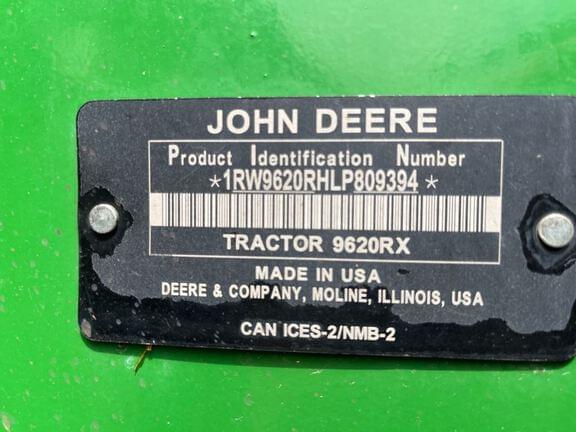 JOHN DEERE
Product Identification Number
*1RW9620RHLP809394*
TRACTOR 9620RX
MADE IN USA
DEERE & COMPANY, MOLINE, ILLINOIS, USA
CAN ICES-2/NMB-2